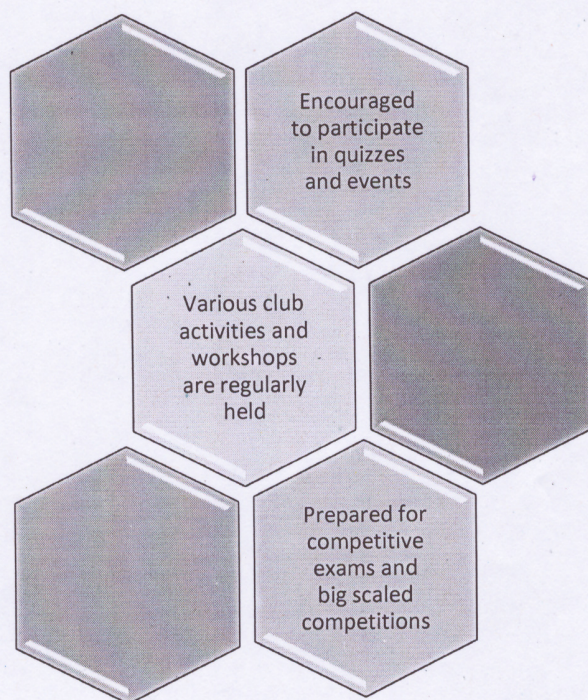 Encouraged
to participate
in quizzes
and events
Various club
activities and
workshops
are regularly
held
Prepared for
competitive
exams and
big scaled
competitions